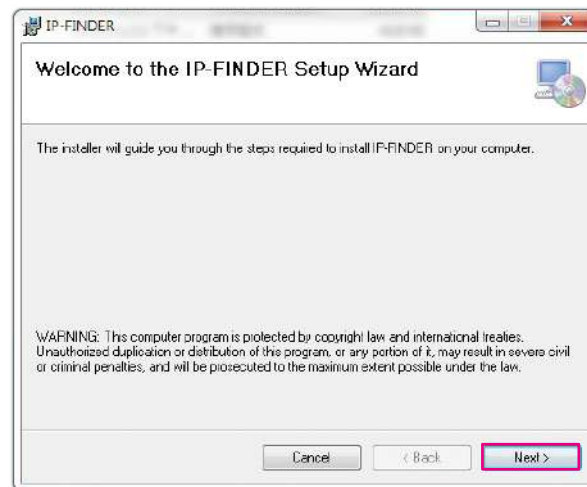 IP-FINDER
Welcome to the IP-FINDER Setup Wizard
The installer will guide you through the steps required to install IP-FINDER on your computer.
WARNING: This computer program is protected by copyright law and international treaties.
Unauthorized duplication or distribution of this program, or any portion of it, may result in severe civil
or criminal penalties, and will be prosecuted to the maximum extent possible under the law.
Cancel
< Back
Next >